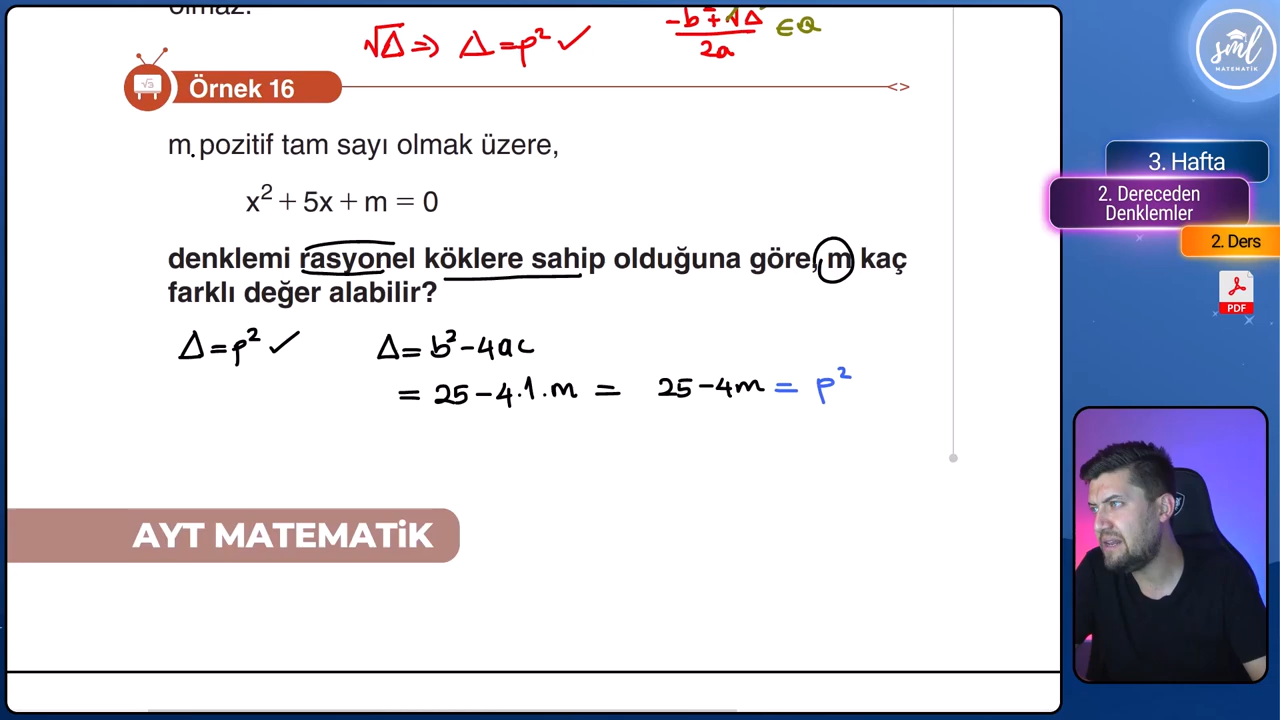 olmaz.
√Δ ⇒ Δ = p² ✓
-b ∓ √Δ / 2a ∈ Q
Örnek 16
<>
m pozitif tam sayı olmak üzere,
x² + 5x + m = 0
denklemi rasyonel köklere sahip olduğuna göre, m kaç
farklı değer alabilir?
Δ = p² ✓ Δ = b² - 4ac
= 25 - 4.1.m = 25 - 4m = p²
AYT MATEMATİK
sml
MATEMATİK
3. Hafta
2. Dereceden
Denklemler
2. Ders
PDF